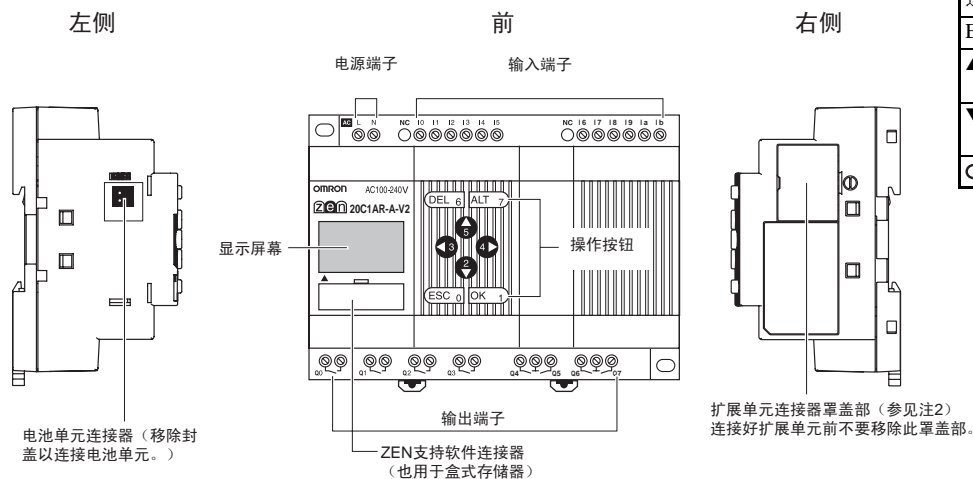 左侧
前
右侧
电源端子
输入端子
AC L N NC I0 I1 I2 I3 I4 I5 NC I6 I7 I8 I9 Ia Ib
OMRON AC100-240V
zen 20C1AR-A-V2
DEL 6 ALT 7
5
3 4
2
ESC 0 OK 1
显示屏幕
操作按钮
Q0 Q1 Q2 Q3 Q4 Q5 Q6 Q7
输出端子
电池单元连接器（移除封
盖以连接电池单元。）
ZEN支持软件连接器
（也用于盒式存储器）
扩展单元连接器罩盖部（参见注2）
连接好扩展单元前不要移除此罩盖部。